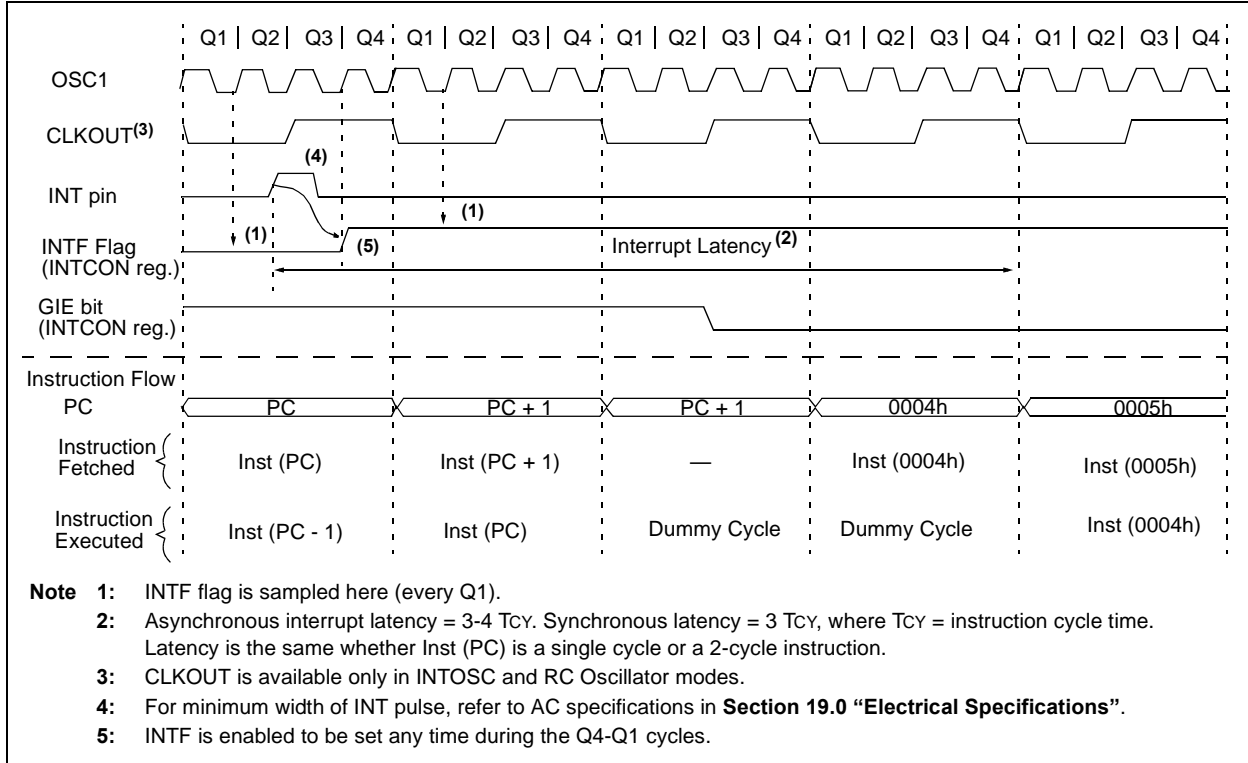 Q1 | Q2 | Q3 | Q4 Q1 | Q2 | Q3 | Q4 Q1 | Q2 | Q3 | Q4 Q1 | Q2 | Q3 | Q4 Q1 | Q2 | Q3 | Q4
OSC1
CLKOUT(3)
(4)
INT pin
(1)
(1)
(5)
INTF Flag
(INTCON reg.)
Interrupt Latency(2)
GIE bit
(INTCON reg.)
Instruction Flow
PC PC PC + 1 PC + 1 0004h 0005h
Instruction
Fetched
Inst (PC) Inst (PC + 1) — Inst (0004h) Inst (0005h)
Instruction
Executed
Inst (PC - 1) Inst (PC) Dummy Cycle Dummy Cycle Inst (0004h)
Note 1: INTF flag is sampled here (every Q1).
2: Asynchronous interrupt latency = 3-4 TCY. Synchronous latency = 3 TCY, where TCY = instruction cycle time.
Latency is the same whether Inst (PC) is a single cycle or a 2-cycle instruction.
3: CLKOUT is available only in INTOSC and RC Oscillator modes.
4: For minimum width of INT pulse, refer to AC specifications in Section 19.0 “Electrical Specifications”.
5: INTF is enabled to be set any time during the Q4-Q1 cycles.